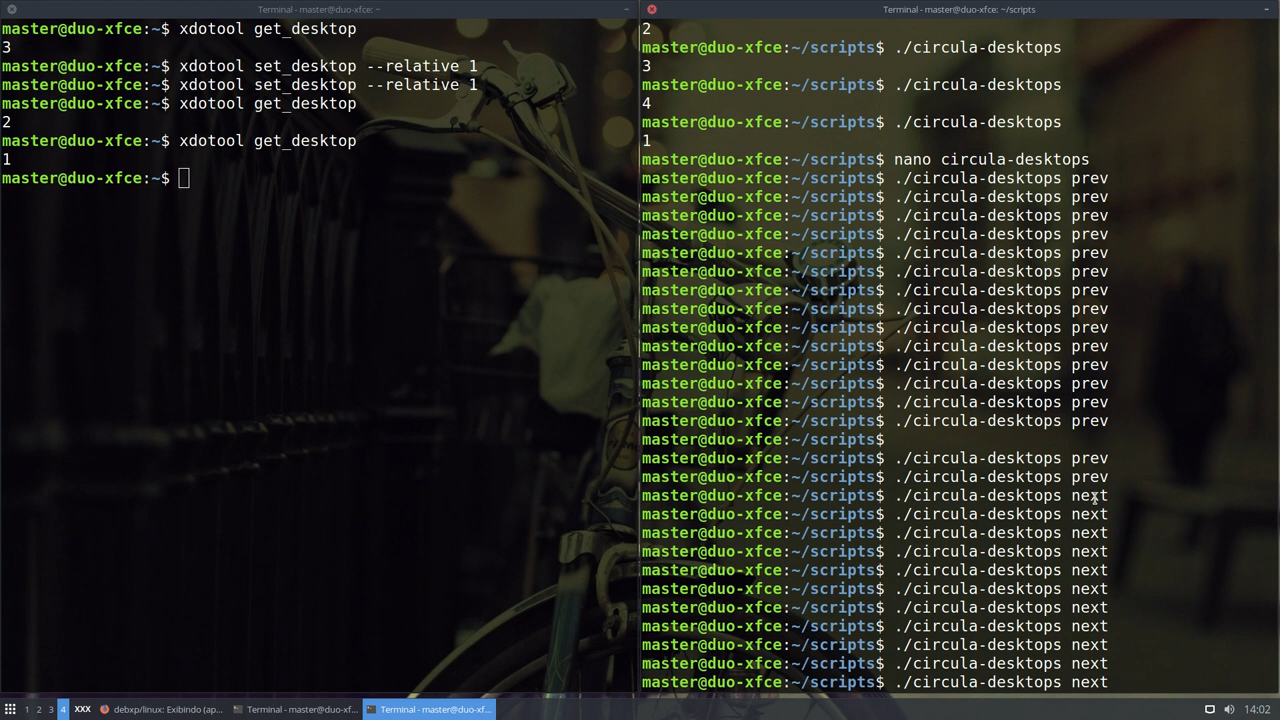 Terminal - master@duo-xfce: ~
master@duo-xfce:~$ xdotool get_desktop
3
master@duo-xfce:~$ xdotool set_desktop --relative 1
master@duo-xfce:~$ xdotool set_desktop --relative 1
master@duo-xfce:~$ xdotool get_desktop
2
master@duo-xfce:~$ xdotool get_desktop
1
master@duo-xfce:~$
Terminal - master@duo-xfce: ~/scripts
2
master@duo-xfce:~/scripts$ ./circula-desktops
3
master@duo-xfce:~/scripts$ ./circula-desktops
4
master@duo-xfce:~/scripts$ ./circula-desktops
1
master@duo-xfce:~/scripts$ nano circula-desktops
master@duo-xfce:~/scripts$ ./circula-desktops prev
master@duo-xfce:~/scripts$ ./circula-desktops prev
master@duo-xfce:~/scripts$ ./circula-desktops prev
master@duo-xfce:~/scripts$ ./circula-desktops prev
master@duo-xfce:~/scripts$ ./circula-desktops prev
master@duo-xfce:~/scripts$ ./circula-desktops prev
master@duo-xfce:~/scripts$ ./circula-desktops prev
master@duo-xfce:~/scripts$ ./circula-desktops prev
master@duo-xfce:~/scripts$ ./circula-desktops prev
master@duo-xfce:~/scripts$ ./circula-desktops prev
master@duo-xfce:~/scripts$ ./circula-desktops prev
master@duo-xfce:~/scripts$ ./circula-desktops prev
master@duo-xfce:~/scripts$ ./circula-desktops prev
master@duo-xfce:~/scripts$ ./circula-desktops prev
master@duo-xfce:~/scripts$
master@duo-xfce:~/scripts$ ./circula-desktops prev
master@duo-xfce:~/scripts$ ./circula-desktops prev
master@duo-xfce:~/scripts$ ./circula-desktops next
master@duo-xfce:~/scripts$ ./circula-desktops next
master@duo-xfce:~/scripts$ ./circula-desktops next
master@duo-xfce:~/scripts$ ./circula-desktops next
master@duo-xfce:~/scripts$ ./circula-desktops next
master@duo-xfce:~/scripts$ ./circula-desktops next
master@duo-xfce:~/scripts$ ./circula-desktops next
master@duo-xfce:~/scripts$ ./circula-desktops next
master@duo-xfce:~/scripts$ ./circula-desktops next
master@duo-xfce:~/scripts$ ./circula-desktops next
master@duo-xfce:~/scripts$ ./circula-desktops next
1 2 3 4 XXX debxp/linux: Exibindo (ap... Terminal - master@duo-xf... Terminal - master@duo-xf... 14:02